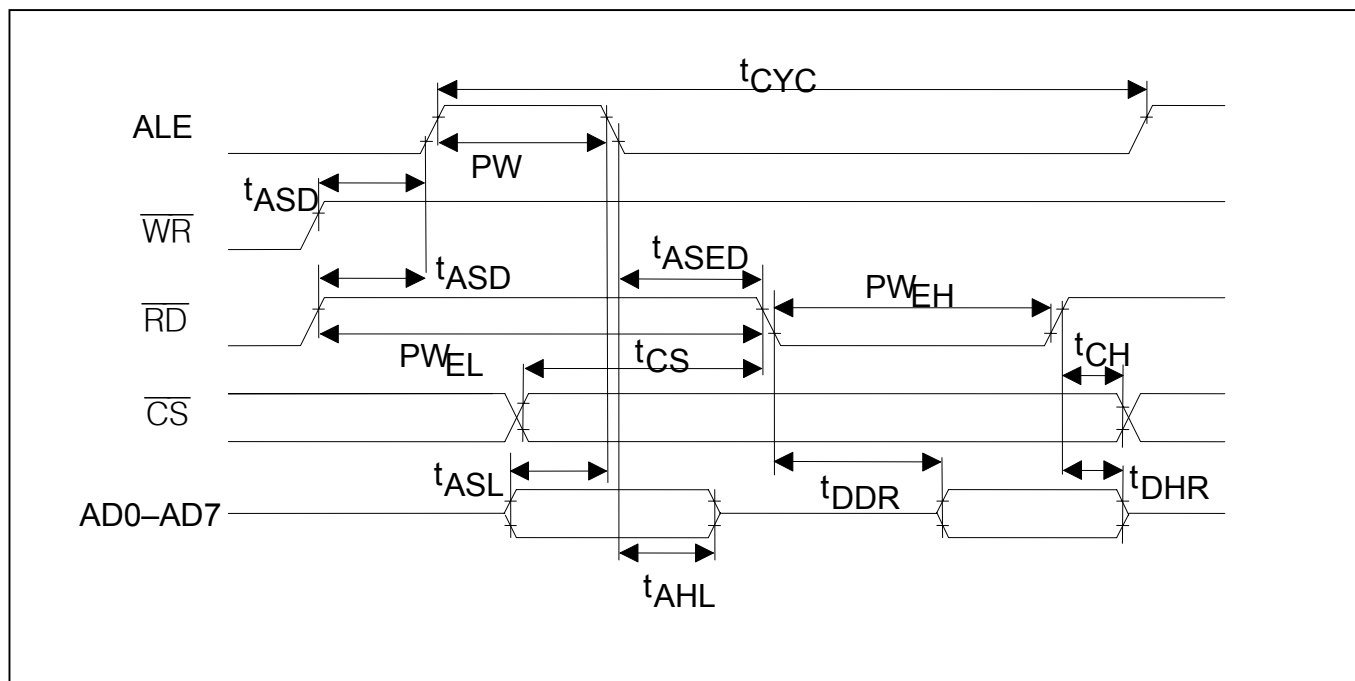 tCYC
ALE
PW
tASD
WR
tASED
tASD
PWEH
RD
tCH
PWEL
tCS
CS
tASL
tDDR
tDHR
AD0–AD7
tAHL